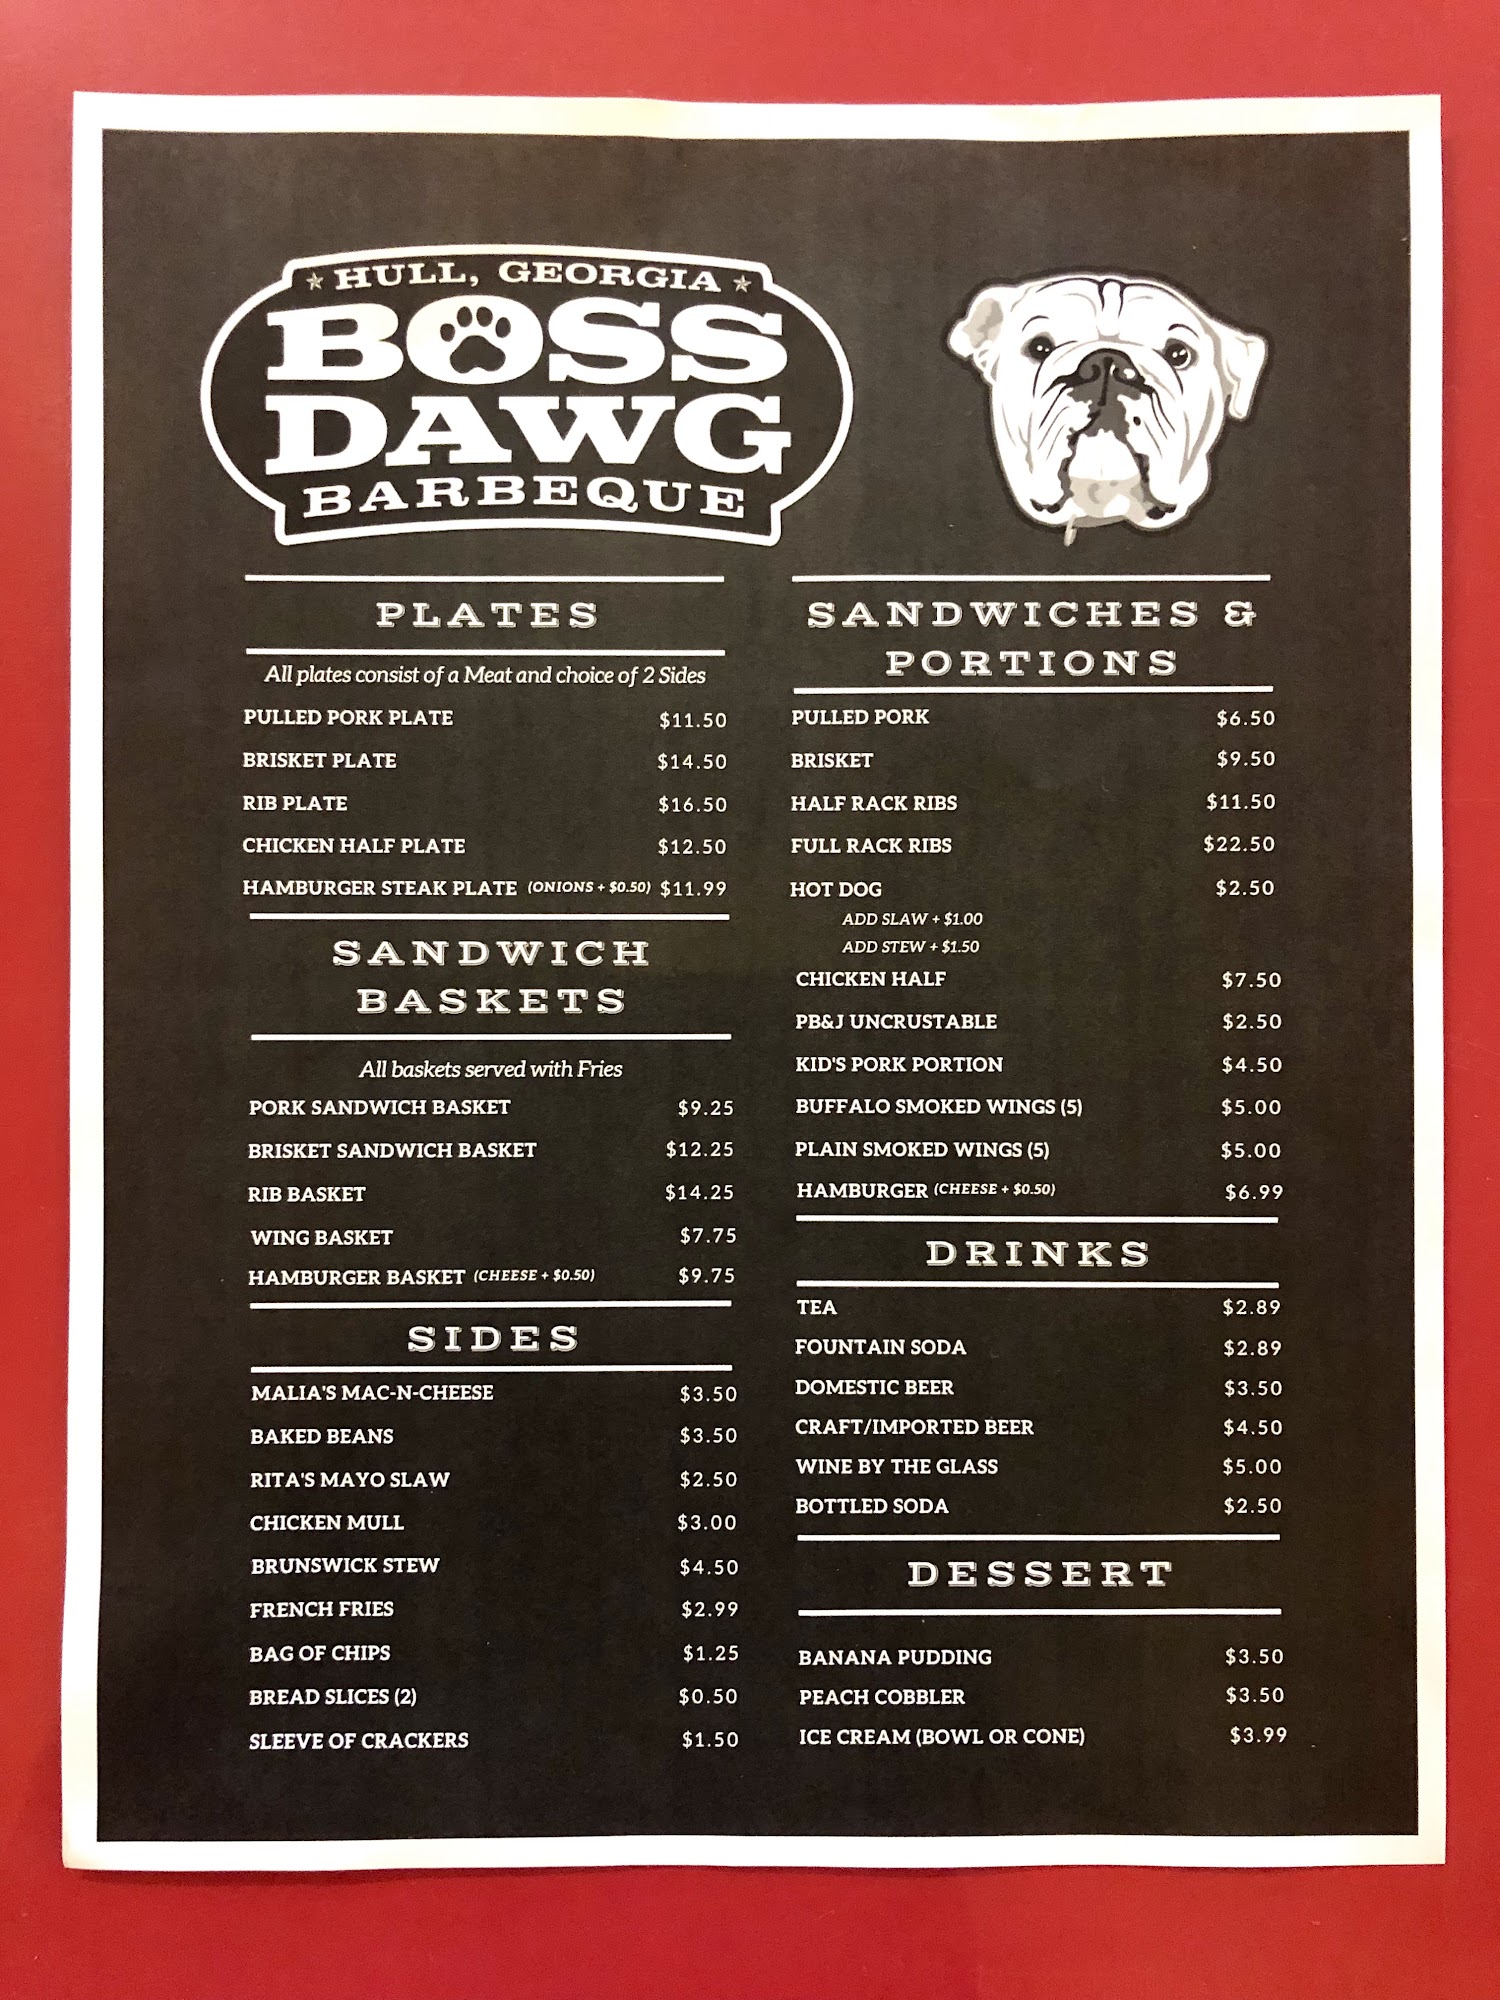 HULL, GEORGIA
BOSS
DAWG
BARBEQUE
PLATES
All plates consist of a Meat and choice of 2 Sides
PULLED PORK PLATE $11.50
BRISKET PLATE $14.50
RIB PLATE $16.50
CHICKEN HALF PLATE $12.50
HAMBURGER STEAK PLATE (ONIONS + $0.50) $11.99
SANDWICH
BASKETS
All baskets served with Fries
PORK SANDWICH BASKET $9.25
BRISKET SANDWICH BASKET $12.25
RIB BASKET $14.25
WING BASKET $7.75
HAMBURGER BASKET (CHEESE + $0.50) $9.75
SIDES
MALIA'S MAC-N-CHEESE $3.50
BAKED BEANS $3.50
RITA'S MAYO SLAW $2.50
CHICKEN MULL $3.00
BRUNSWICK STEW $4.50
FRENCH FRIES $2.99
BAG OF CHIPS $1.25
BREAD SLICES (2) $0.50
SLEEVE OF CRACKERS $1.50
SANDWICHES &
PORTIONS
PULLED PORK $6.50
BRISKET $9.50
HALF RACK RIBS $11.50
FULL RACK RIBS $22.50
HOT DOG $2.50
ADD SLAW + $1.00
ADD STEW + $1.50
CHICKEN HALF $7.50
PB&J UNCRUSTABLE $2.50
KID'S PORK PORTION $4.50
BUFFALO SMOKED WINGS (5) $5.00
PLAIN SMOKED WINGS (5) $5.00
HAMBURGER (CHEESE + $0.50) $6.99
DRINKS
TEA $2.89
FOUNTAIN SODA $2.89
DOMESTIC BEER $3.50
CRAFT/IMPORTED BEER $4.50
WINE BY THE GLASS $5.00
BOTTLED SODA $2.50
DESSERT
BANANA PUDDING $3.50
PEACH COBBLER $3.50
ICE CREAM (BOWL OR CONE) $3.99